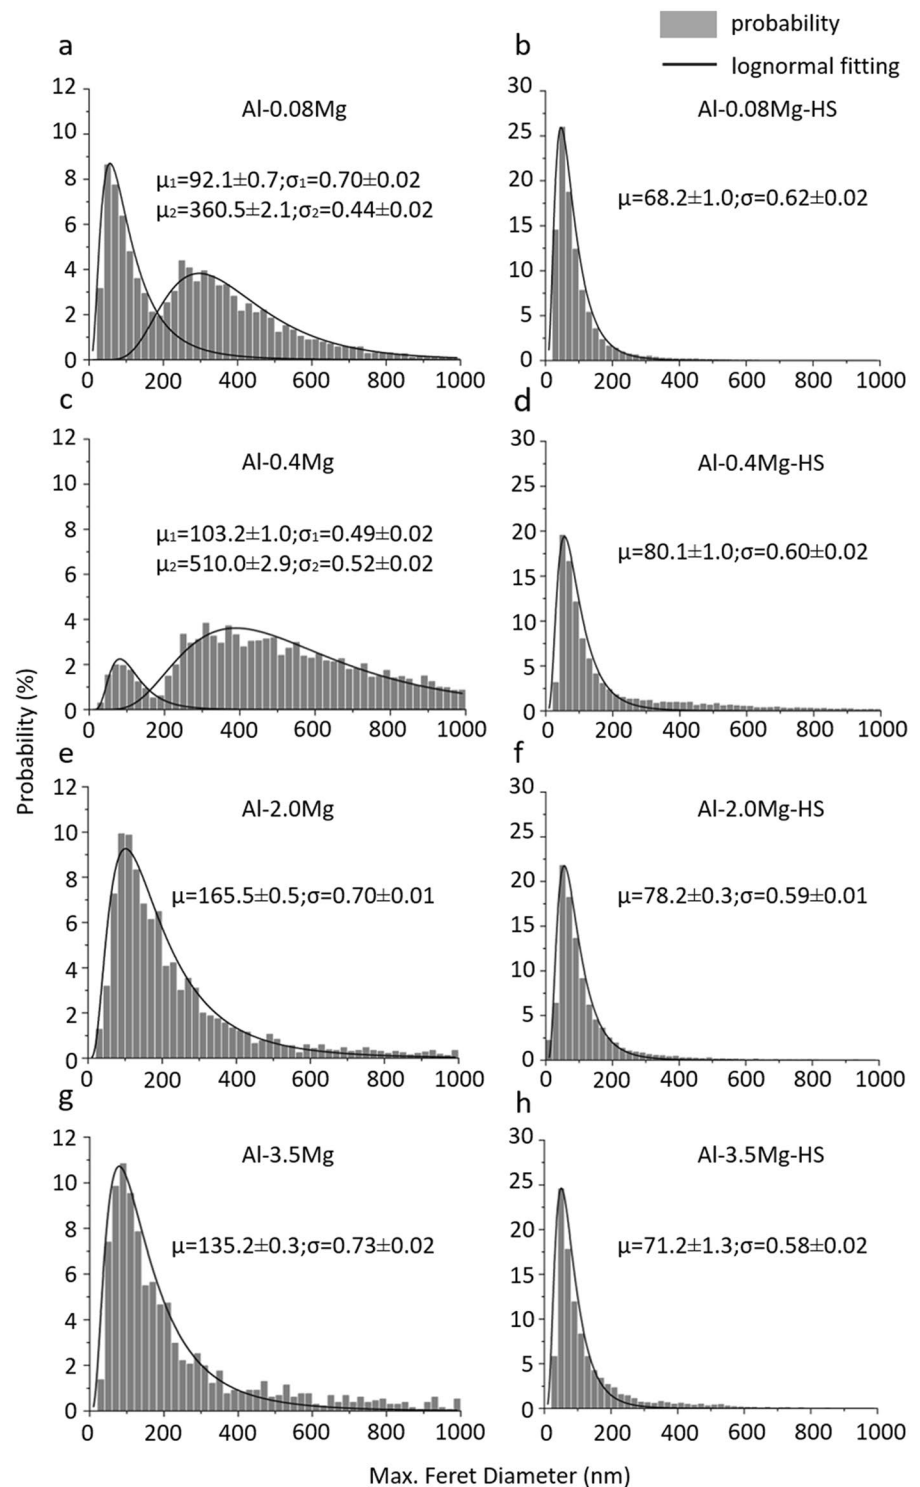 probability
lognormal fitting
a
Al-0.08Mg
μ₁=92.1±0.7;σ₁=0.70±0.02
μ₂=360.5±2.1;σ₂=0.44±0.02
12
10
8
6
4
2
0
0 200 400 600 800 1000
b
Al-0.08Mg-HS
μ=68.2±1.0;σ=0.62±0.02
30
25
20
15
10
5
0
0 200 400 600 800 1000
c
Al-0.4Mg
μ₁=103.2±1.0;σ₁=0.49±0.02
μ₂=510.0±2.9;σ₂=0.52±0.02
12
10
8
6
4
2
0
0 200 400 600 800 1000
d
Al-0.4Mg-HS
μ=80.1±1.0;σ=0.60±0.02
30
25
20
15
10
5
0
0 200 400 600 800 1000
Probability (%)
e
Al-2.0Mg
μ=165.5±0.5;σ=0.70±0.01
12
10
8
6
4
2
0
0 200 400 600 800 1000
f
Al-2.0Mg-HS
μ=78.2±0.3;σ=0.59±0.01
30
25
20
15
10
5
0
0 200 400 600 800 1000
g
Al-3.5Mg
μ=135.2±0.3;σ=0.73±0.02
12
10
8
6
4
2
0
0 200 400 600 800 1000
h
Al-3.5Mg-HS
μ=71.2±1.3;σ=0.58±0.02
30
25
20
15
10
5
0
0 200 400 600 800 1000
Max. Feret Diameter (nm)